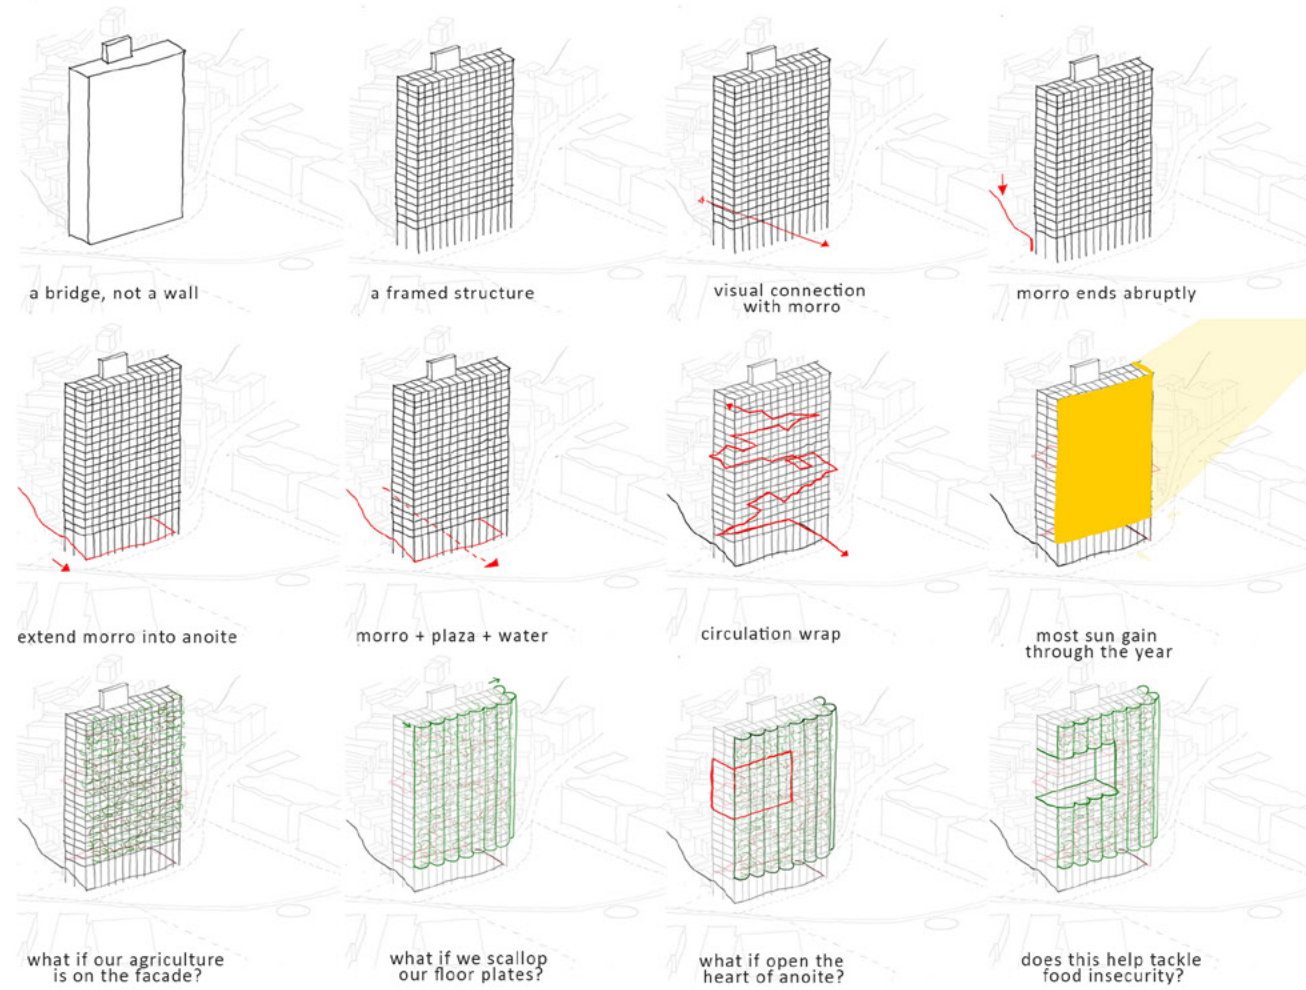 a bridge, not a wall
a framed structure
visual connection
with morro
morro ends abruptly
extend morro into anoite
morro + plaza + water
circulation wrap
most sun gain
through the year
what if our agriculture
is on the facade?
what if we scallop
our floor plates?
what if open the
heart of anoite?
does this help tackle
food insecurity?